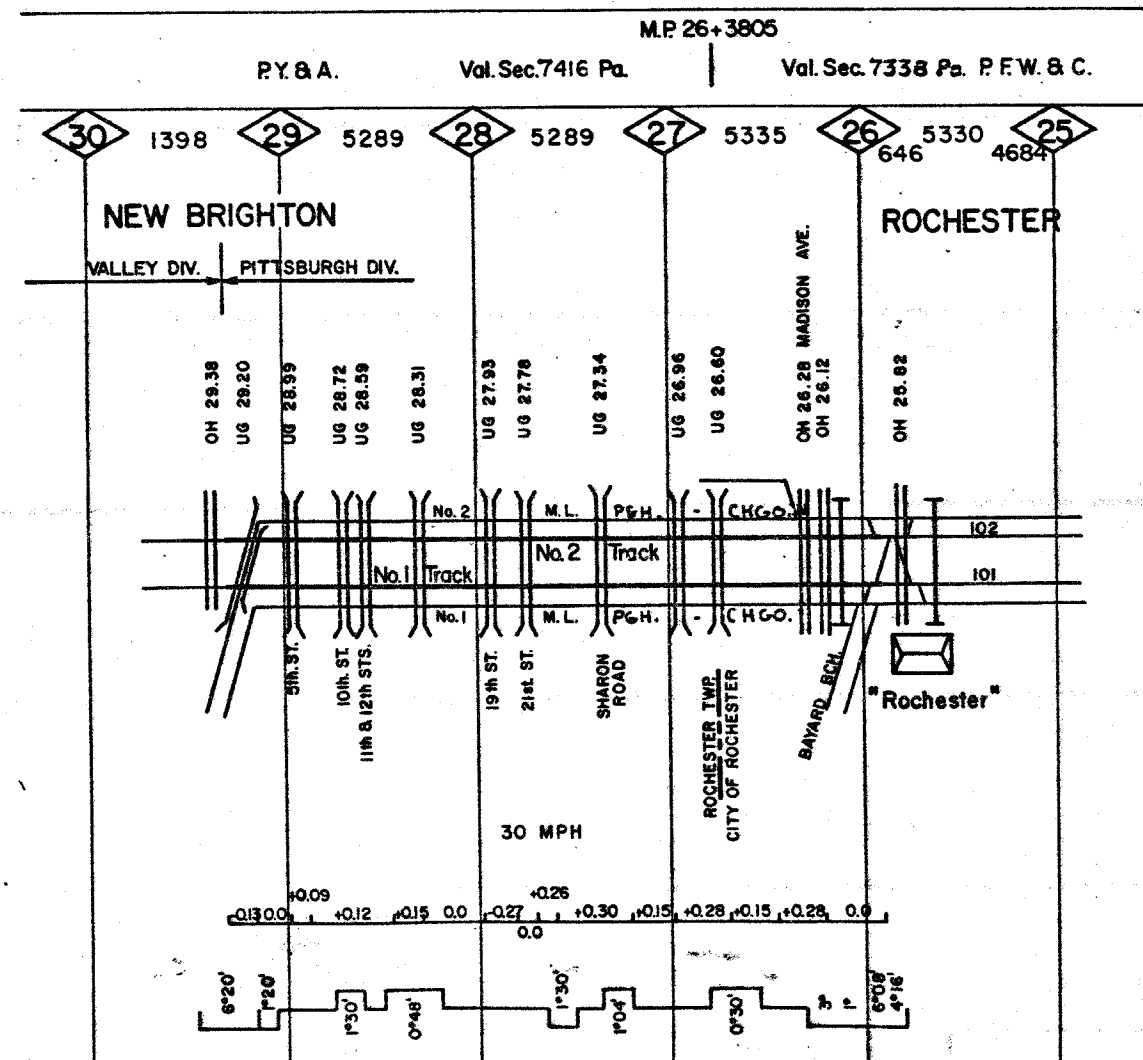 M.P. 26+3805
P.Y. & A. Val. Sec. 7416 Pa. Val. Sec. 7338 Pa. P. F. W. & C.
30 1398 29 5289 28 5289 27 5335 26 5330 25
646 4684
NEW BRIGHTON ROCHESTER
VALLEY DIV. PITTSBURGH DIV.
OH 29.38
UG 29.20
UG 28.99
UG 28.72
UG 28.59
UG 28.31
UG 27.93
UG 27.78
UG 27.34
UG 26.96
UG 26.60
OH 26.28 MADISON AVE.
OH 26.12
OH 25.82
No. 2 M.L. P&H. - CHGO.
102
No. 2 Track
No. 1 Track
101
No. 1 M.L. P&H. - CHGO.
5th. ST.
10th. ST.
11th & 12th STS.
19th ST.
21st. ST.
SHARON
ROAD
ROCHESTER TWP.
CITY OF ROCHESTER
BAYARD BCH.
"Rochester"
30 MPH
+0.09 +0.26
-0.13 0.0 +0.12 +0.15 0.0 -0.27 +0.30 +0.15 +0.28 +0.15 +0.28 0.0
0.0
6°20'
1°20'
1°30'
0°48'
1°30'
1°04'
0°30'
3°
1°
6°08'
4°16'